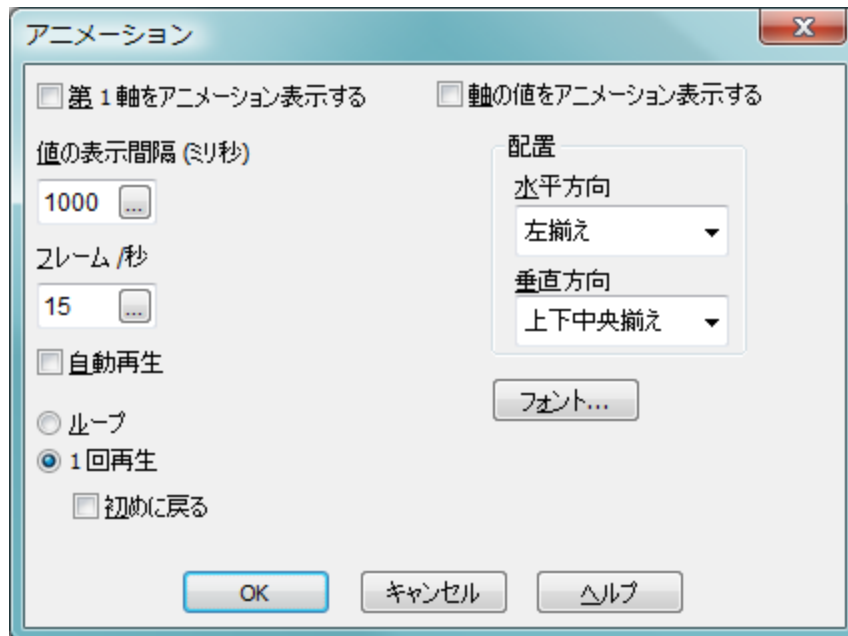 アニメーション
第1軸をアニメーション表示する
軸の値をアニメーション表示する
値の表示間隔 (ミリ秒)
1000 ...
フレーム /秒
15 ...
自動再生
ループ
1回再生
初めに戻る
配置
水平方向
左揃え
垂直方向
上下中央揃え
フォント...
OK
キャンセル
ヘルプ